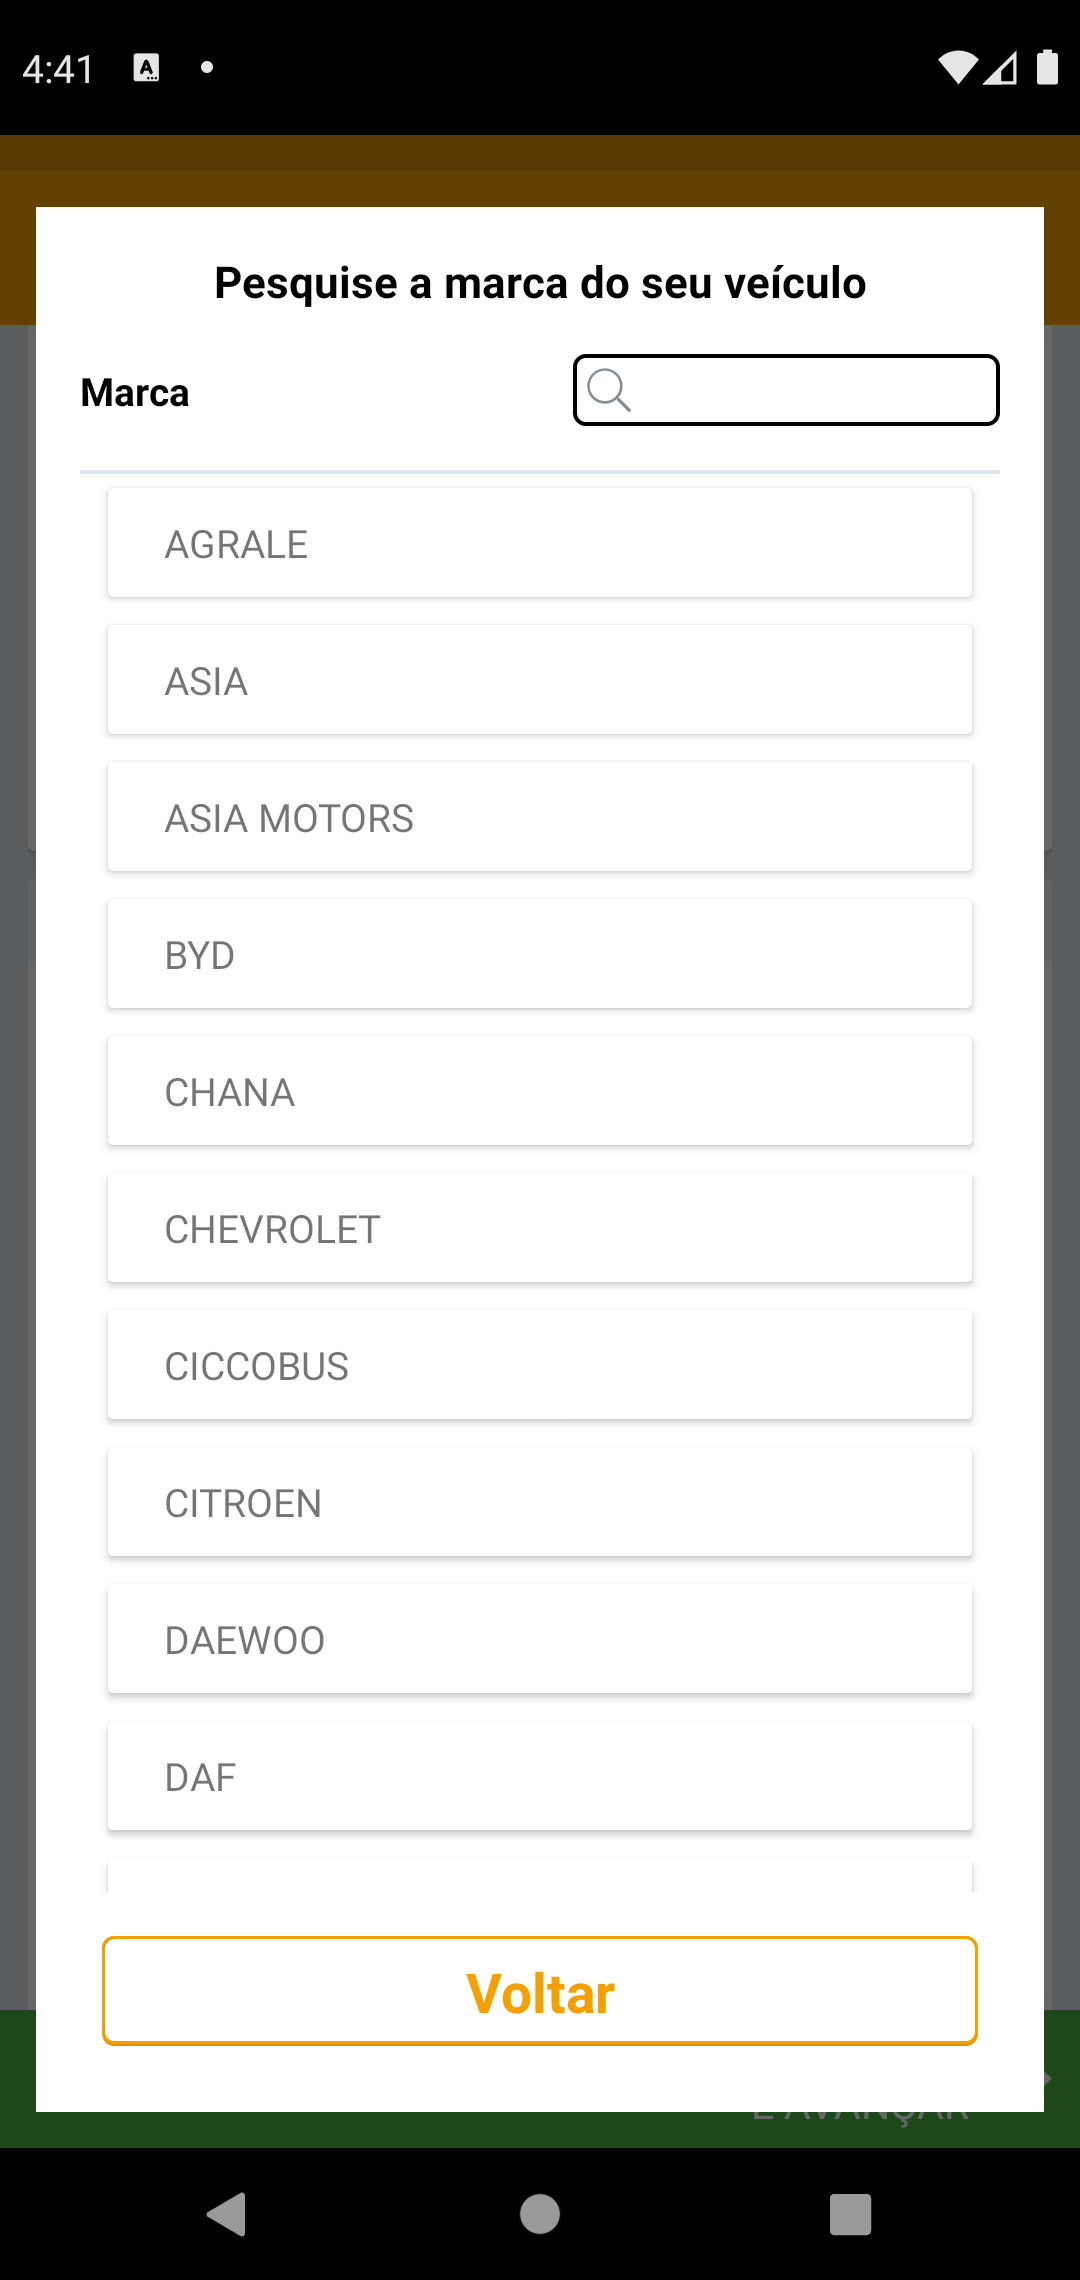 4:41
Pesquise a marca do seu veículo
Marca
AGRALE
ASIA
ASIA MOTORS
BYD
CHANA
CHEVROLET
CICCOBUS
CITROEN
DAEWOO
DAF
Voltar
E AVANÇAR